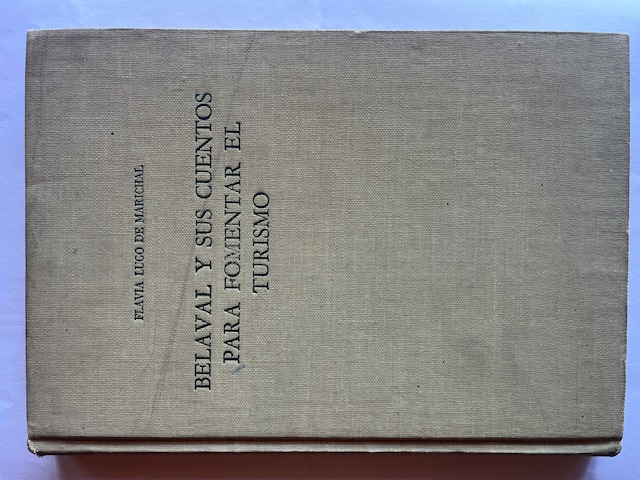 FLAVIA LUGO DE MARICHAL
BELAVAL Y SUS CUENTOS
PARA FOMENTAR EL
TURISMO